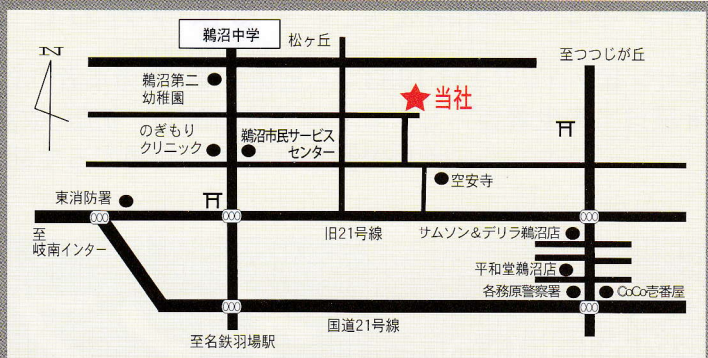 鵜沼中学
松ヶ丘
N
至つつじが丘
鵜沼第二
幼稚園
当社
のぎもり
クリニック
鵜沼市民サービス
センター
空安寺
東消防署
至
岐南インター
旧21号線
サムソン&デリラ鵜沼店
平和堂鵜沼店
各務原警察署
CoCo壱番屋
国道21号線
至名鉄羽場駅